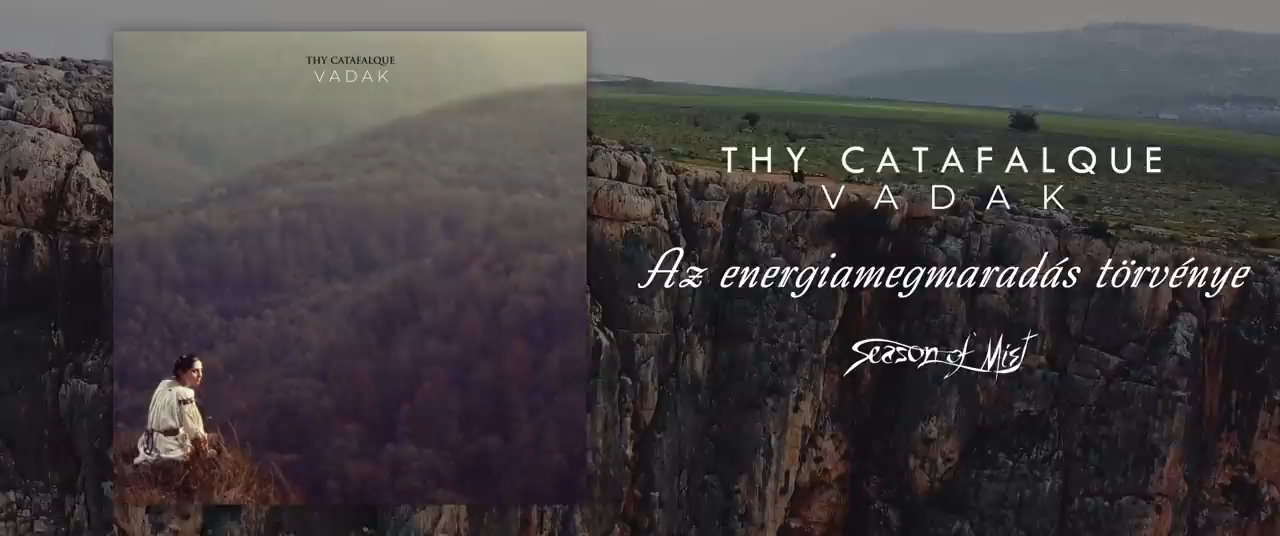 THY CATAFALQUE
VADAK
THY CATAFALQUE
VADAK
Az energiamegmaradás törvénye
Season of Mist